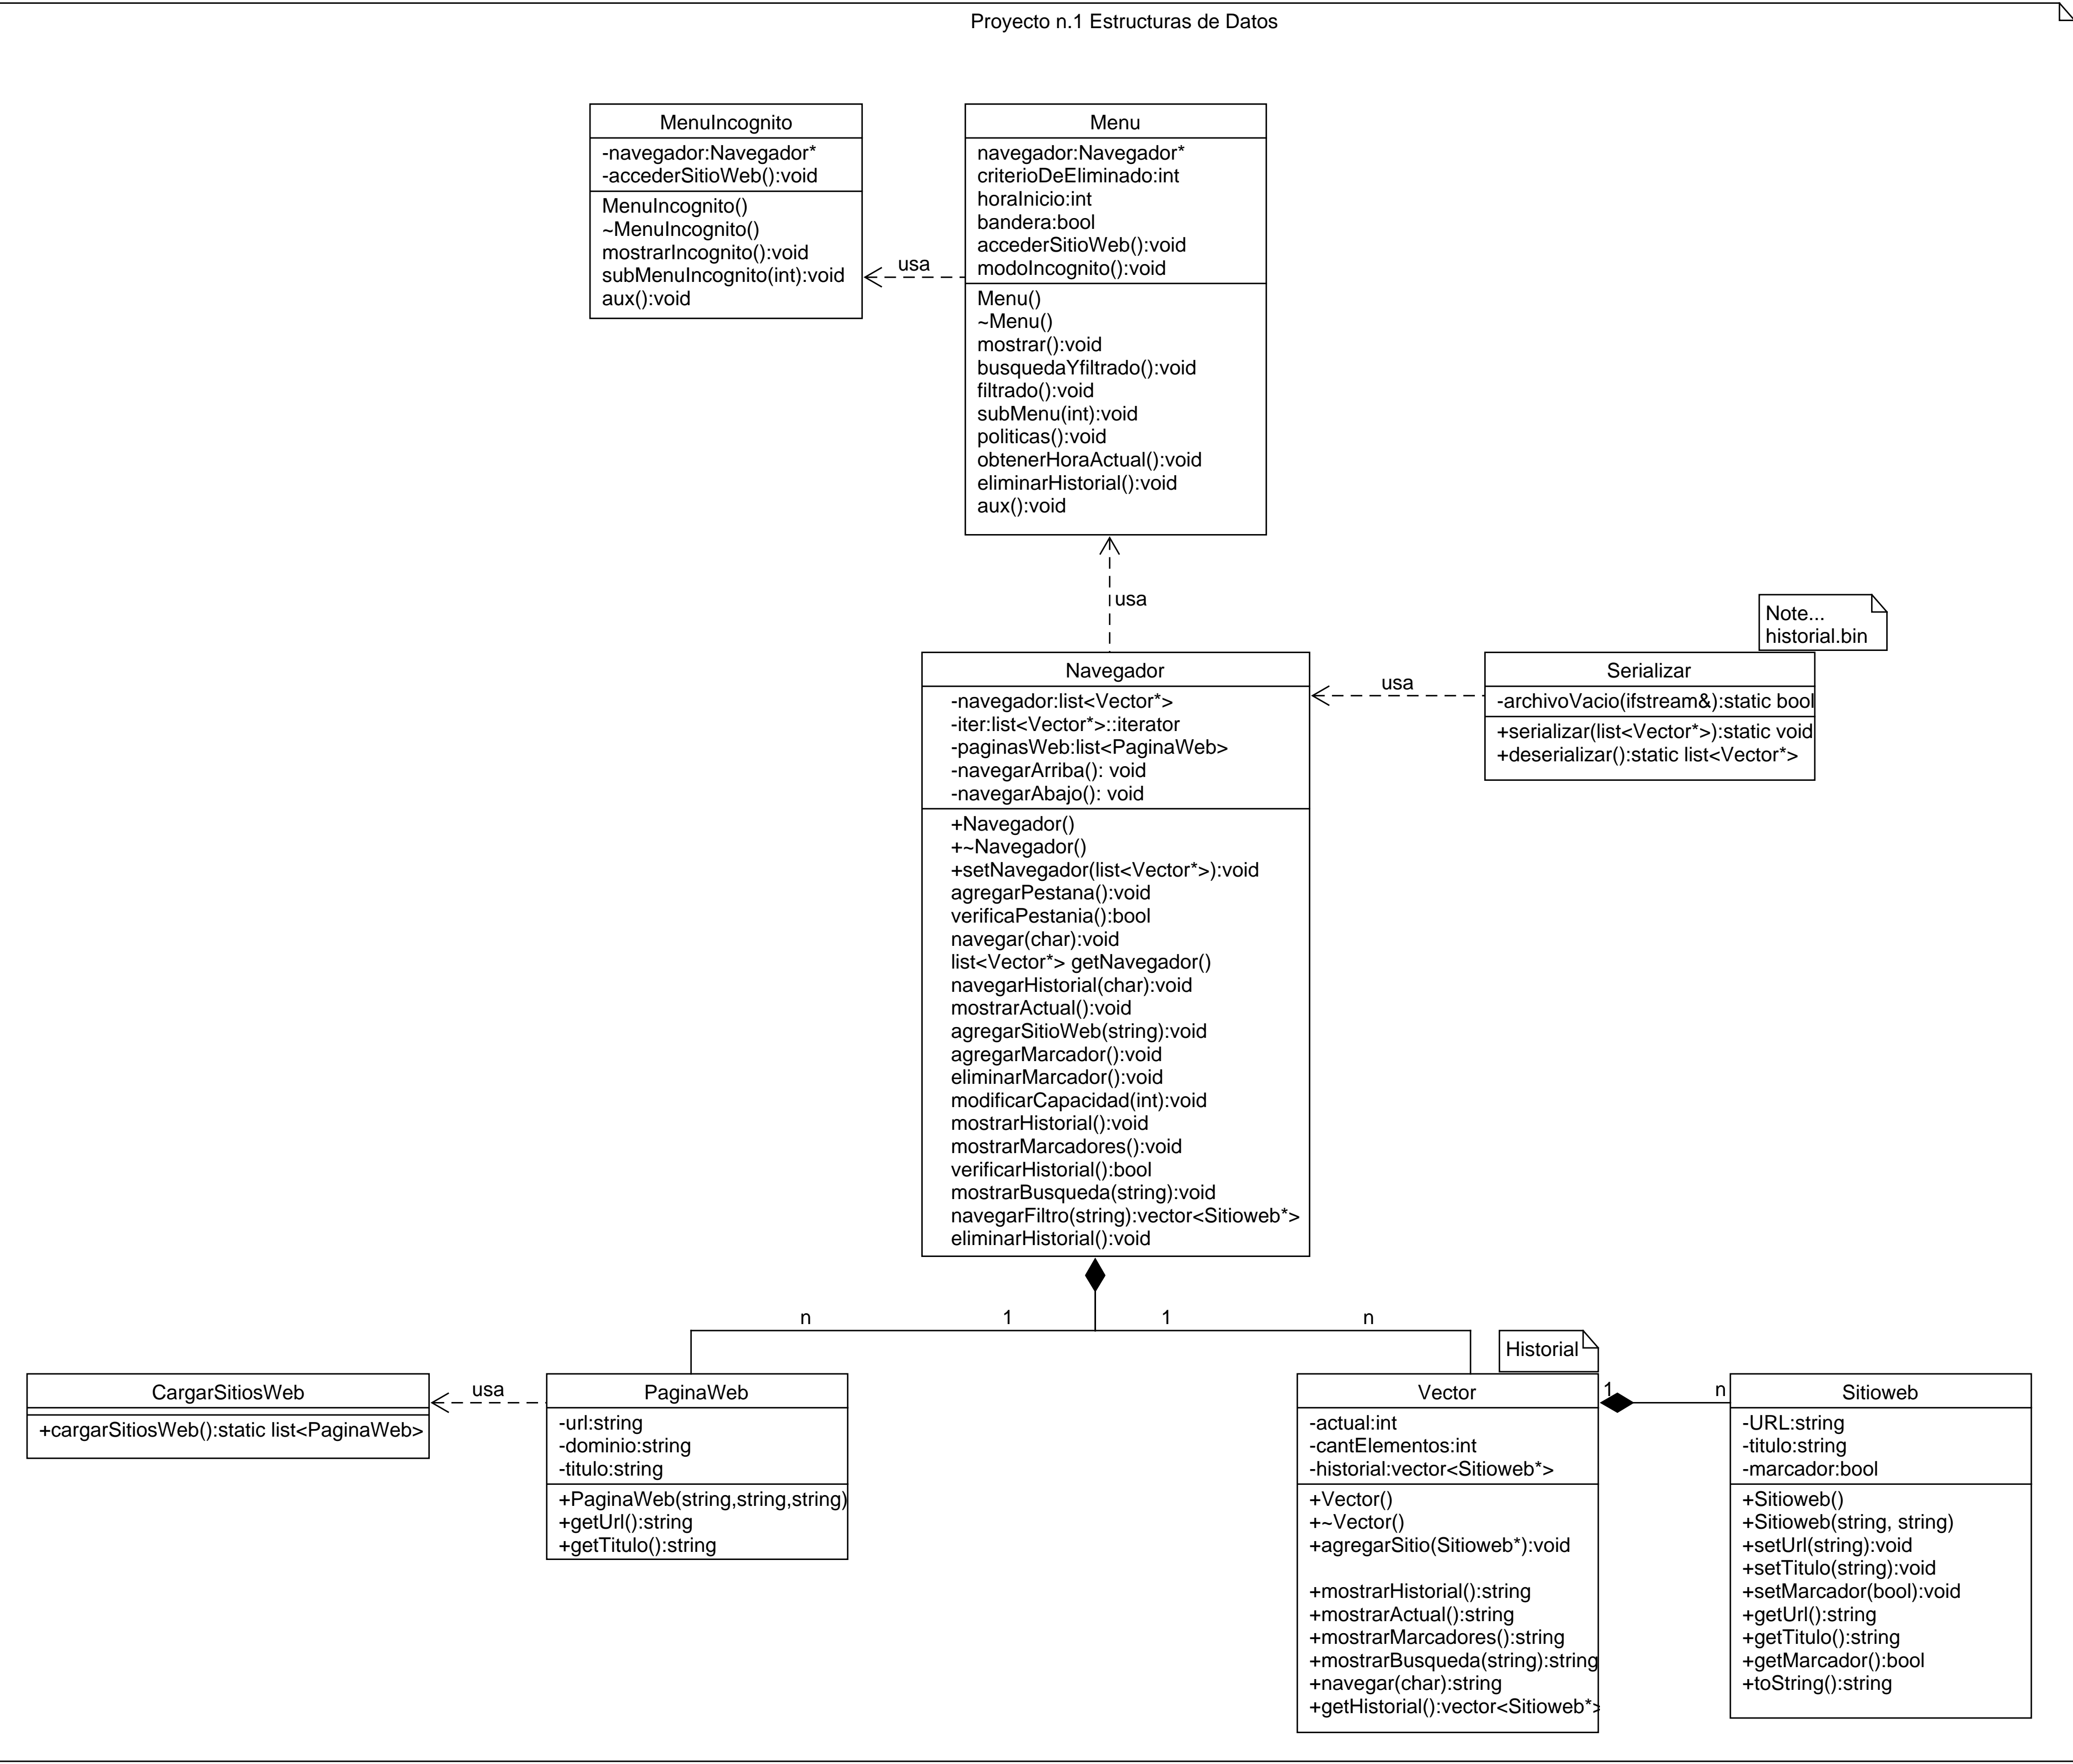 Proyecto n.1 Estructuras de Datos
MenuIncognito
-navegador:Navegador*
-accederSitioWeb():void
MenuIncognito()
~MenuIncognito()
mostrarIncognito():void
subMenuIncognito(int):void
aux():void
usa
Menu
navegador:Navegador*
criterioDeEliminado:int
horaInicio:int
bandera:bool
accederSitioWeb():void
modoIncognito():void
Menu()
~Menu()
mostrar():void
busquedaYfiltrado():void
filtrado():void
subMenu(int):void
politicas():void
obtenerHoraActual():void
eliminarHistorial():void
aux():void
usa
Navegador
-navegador:list<Vector*>
-iter:list<Vector*>::iterator
-paginasWeb:list<PaginaWeb>
-navegarArriba(): void
-navegarAbajo(): void
+Navegador()
+~Navegador()
+setNavegador(list<Vector*>):void
agregarPestana():void
verificaPestania():bool
navegar(char):void
list<Vector*> getNavegador()
navegarHistorial(char):void
mostrarActual():void
agregarSitioWeb(string):void
agregarMarcador():void
eliminarMarcador():void
modificarCapacidad(int):void
mostrarHistorial():void
mostrarMarcadores():void
verificarHistorial():bool
mostrarBusqueda(string):void
navegarFiltro(string):vector<Sitioweb*>
eliminarHistorial():void
usa
Note...
historial.bin
Serializar
-archivoVacio(ifstream&):static bool
+serializar(list<Vector*>):static void
+deserializar():static list<Vector*>
n
1
1
n
CargarSitiosWeb
+cargarSitiosWeb():static list<PaginaWeb>
usa
PaginaWeb
-url:string
-dominio:string
-titulo:string
+PaginaWeb(string,string,string)
+getUrl():string
+getTitulo():string
Historial
Vector
-actual:int
-cantElementos:int
-historial:vector<Sitioweb*>
+Vector()
+~Vector()
+agregarSitio(Sitioweb*):void
+mostrarHistorial():string
+mostrarActual():string
+mostrarMarcadores():string
+mostrarBusqueda(string):string
+navegar(char):string
+getHistorial():vector<Sitioweb*>
1
n
Sitioweb
-URL:string
-titulo:string
-marcador:bool
+Sitioweb()
+Sitioweb(string, string)
+setUrl(string):void
+setTitulo(string):void
+setMarcador(bool):void
+getUrl():string
+getTitulo():string
+getMarcador():bool
+toString():string